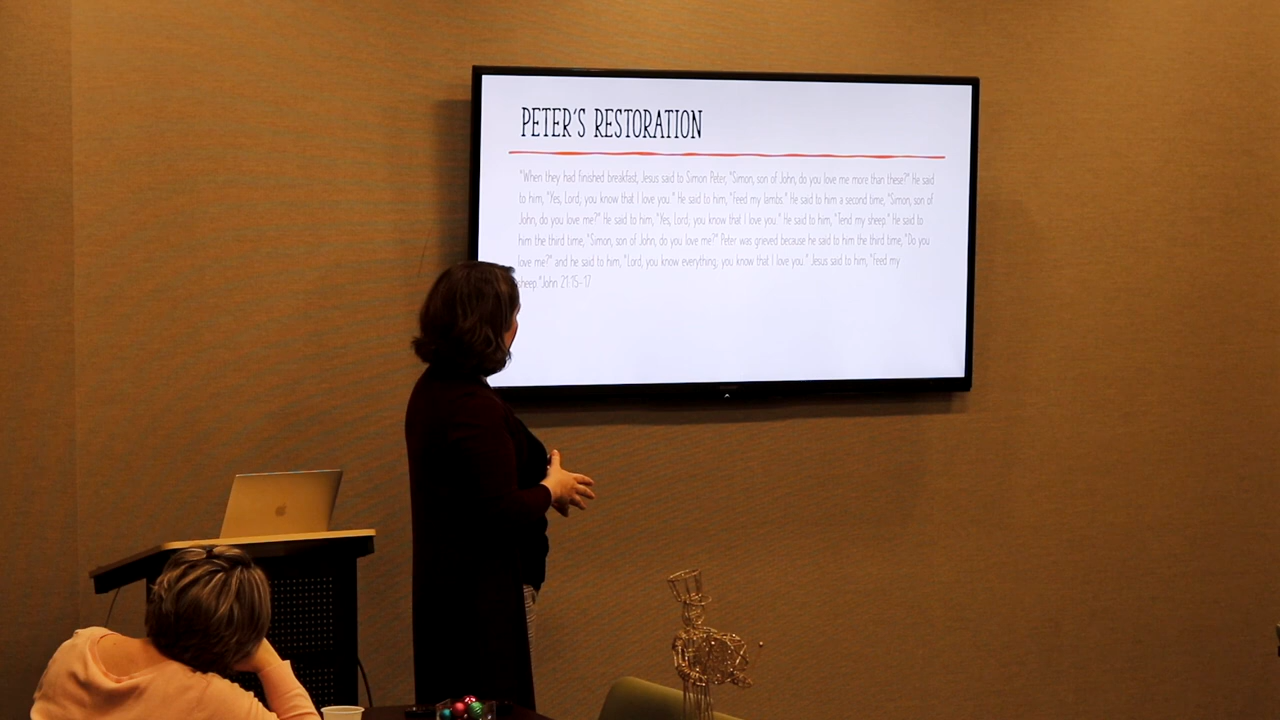 PETER'S RESTORATION
"When they had finished breakfast, Jesus said to Simon Peter, "Simon, son of John, do you love me more than these?" He said
to him, "Yes, Lord, you know that I love you." He said to him, "Feed my lambs." He said to him a second time, "Simon, son of
John, do you love me?" He said to him, "Yes, Lord, you know that I love you." He said to him, "Tend my sheep." He said to
him the third time, "Simon, son of John, do you love me?" Peter was grieved because he said to him the third time, "Do you
love me?" and he said to him, "Lord, you know everything; you know that I love you." Jesus said to him, "Feed my
sheep."John 21:15-17